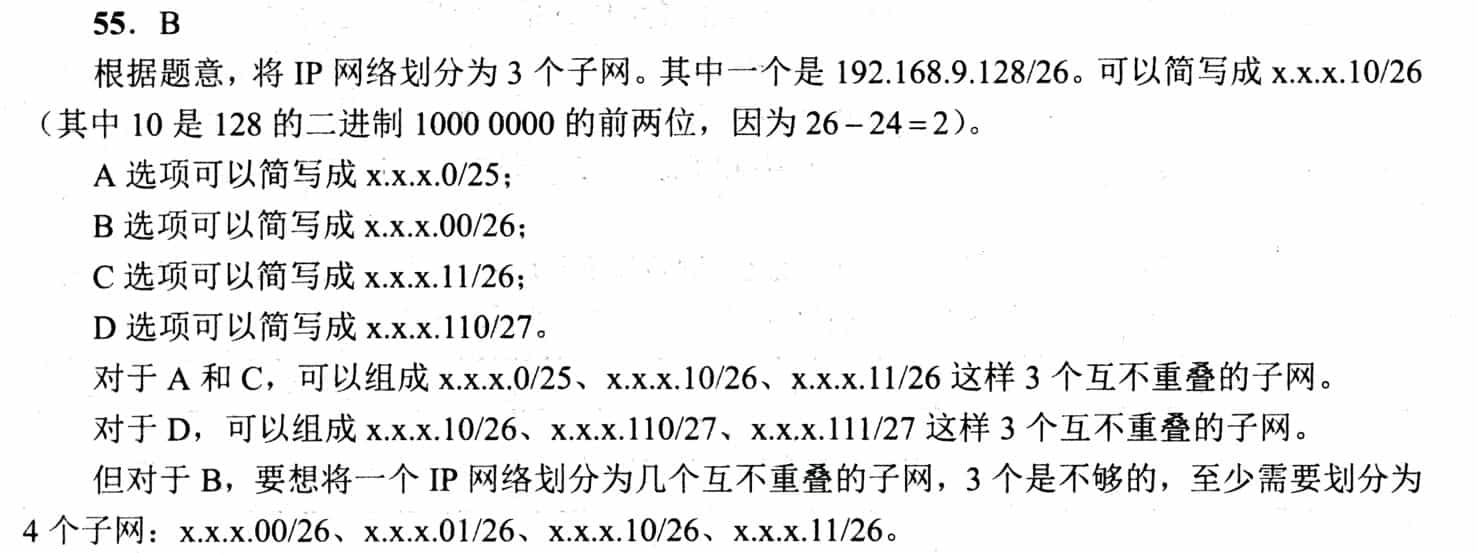 55. B
根据题意，将 IP 网络划分为 3 个子网。其中一个是 192.168.9.128/26。可以简写成 x.x.x.10/26
（其中 10 是 128 的二进制 1000 0000 的前两位，因为 26－24＝2）。
A 选项可以简写成 x.x.x.0/25；
B 选项可以简写成 x.x.x.00/26；
C 选项可以简写成 x.x.x.11/26；
D 选项可以简写成 x.x.x.110/27。
对于 A 和 C，可以组成 x.x.x.0/25、x.x.x.10/26、x.x.x.11/26 这样 3 个互不重叠的子网。
对于 D，可以组成 x.x.x.10/26、x.x.x.110/27、x.x.x.111/27 这样 3 个互不重叠的子网。
但对于 B，要想将一个 IP 网络划分为几个互不重叠的子网，3 个是不够的，至少需要划分为
4 个子网：x.x.x.00/26、x.x.x.01/26、x.x.x.10/26、x.x.x.11/26。